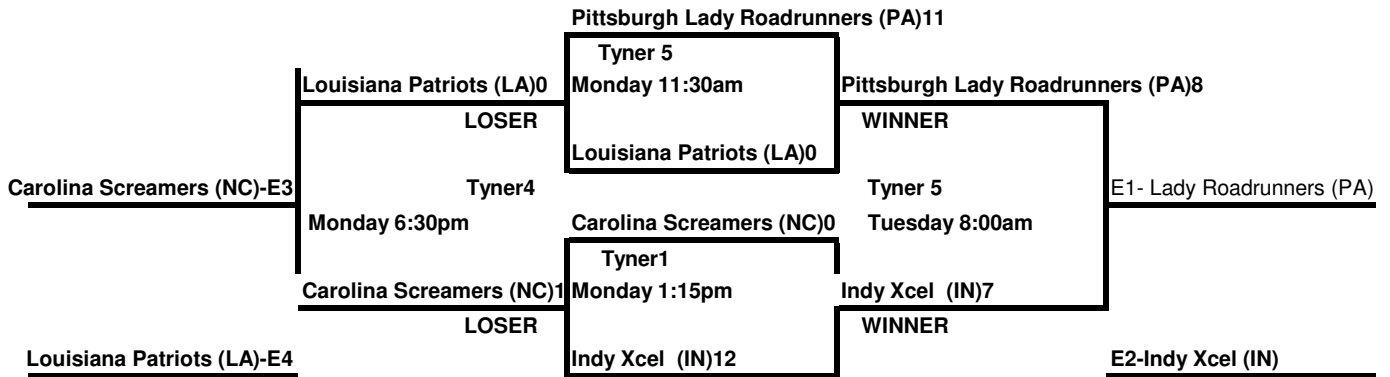 Pittsburgh Lady Roadrunners (PA)11
Tyner 5
Louisiana Patriots (LA)0
Monday 11:30am
Pittsburgh Lady Roadrunners (PA)8
LOSER
WINNER
Louisiana Patriots (LA)0
Carolina Screamers (NC)-E3
Tyner4
Tyner 5
E1- Lady Roadrunners (PA)
Monday 6:30pm
Carolina Screamers (NC)0
Tuesday 8:00am
Tyner1
Carolina Screamers (NC)1
Monday 1:15pm
Indy Xcel (IN)7
LOSER
WINNER
Louisiana Patriots (LA)-E4
Indy Xcel (IN)12
E2-Indy Xcel (IN)